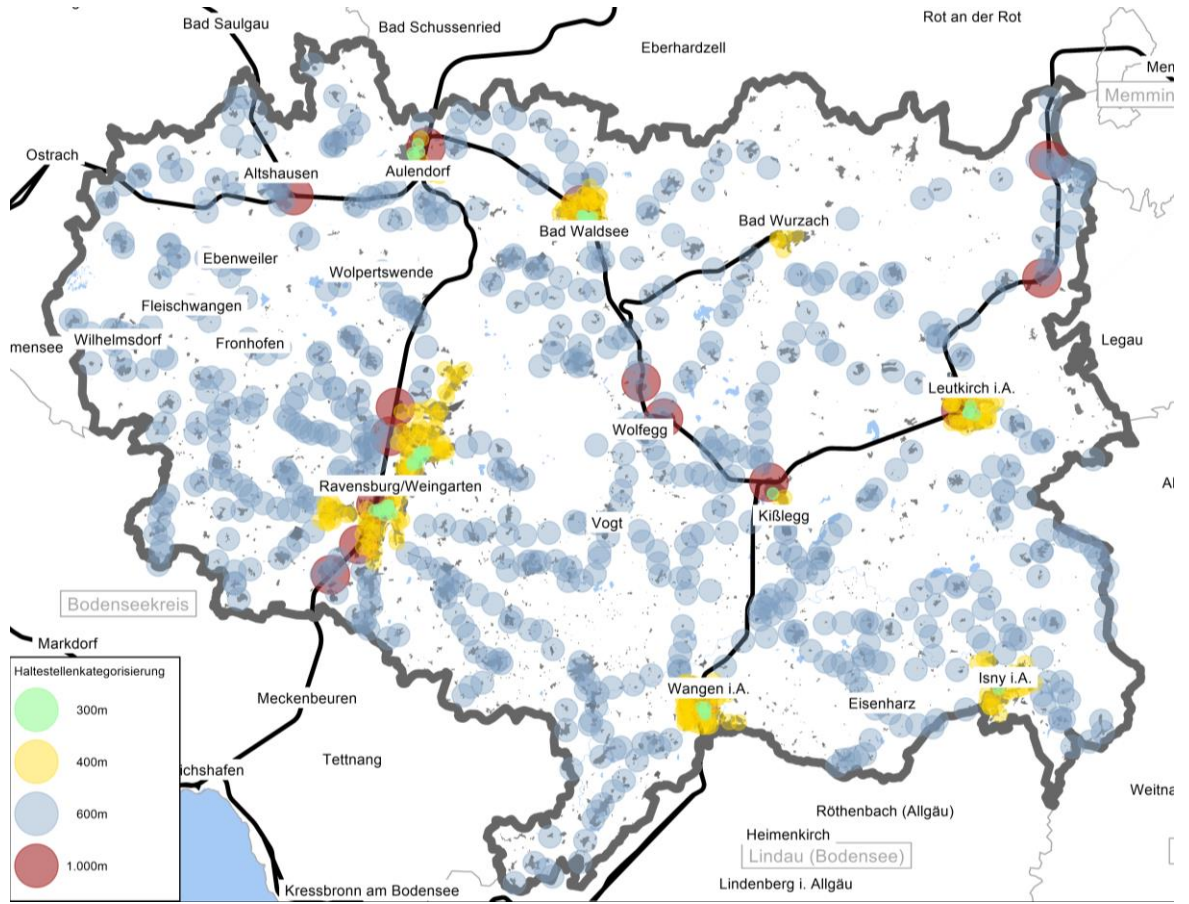 Rot an der Rot
Bad Saulgau
Bad Schussenried
Eberhardzell
Mem
Memmin
Ostrach
Altshausen
Aulendorf
Bad Wurzach
Bad Waldsee
Ebenweiler
Wolpertswende
Fleischwangen
Wilhelmsdorf
Fronhofen
mensee
Legau
Leutkirch i.A.
Wolfegg
Ravensburg/Weingarten
Al
Vogt
Kißlegg
Bodenseekreis
Markdorf
Haltestellenkategorisierung
300m
400m
600m
1.000m
Meckenbeuren
Wangen i.A.
Isny i.A.
Eisenharz
Tettnang
ichshafen
Weitna
Röthenbach (Allgäu)
Heimenkirch
Lindau (Bodensee)
Lindenberg i. Allgäu
Kressbronn am Bodensee